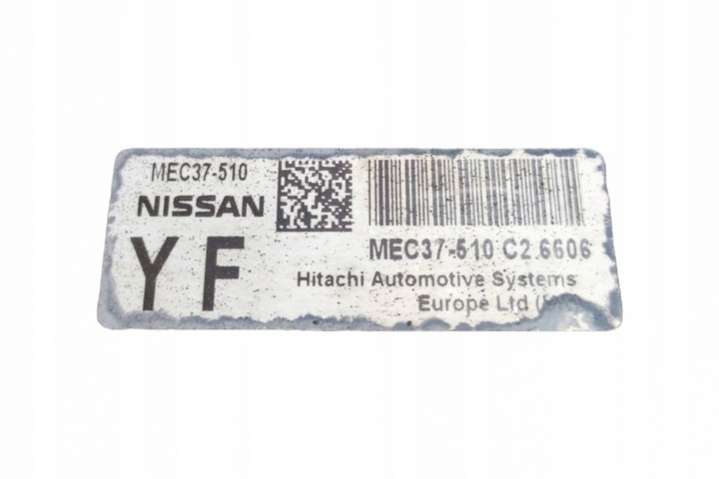 MEC37-510
NISSAN
YF
MEC37-510 C2 6606
Hitachi Automotive Systems
Europe Ltd